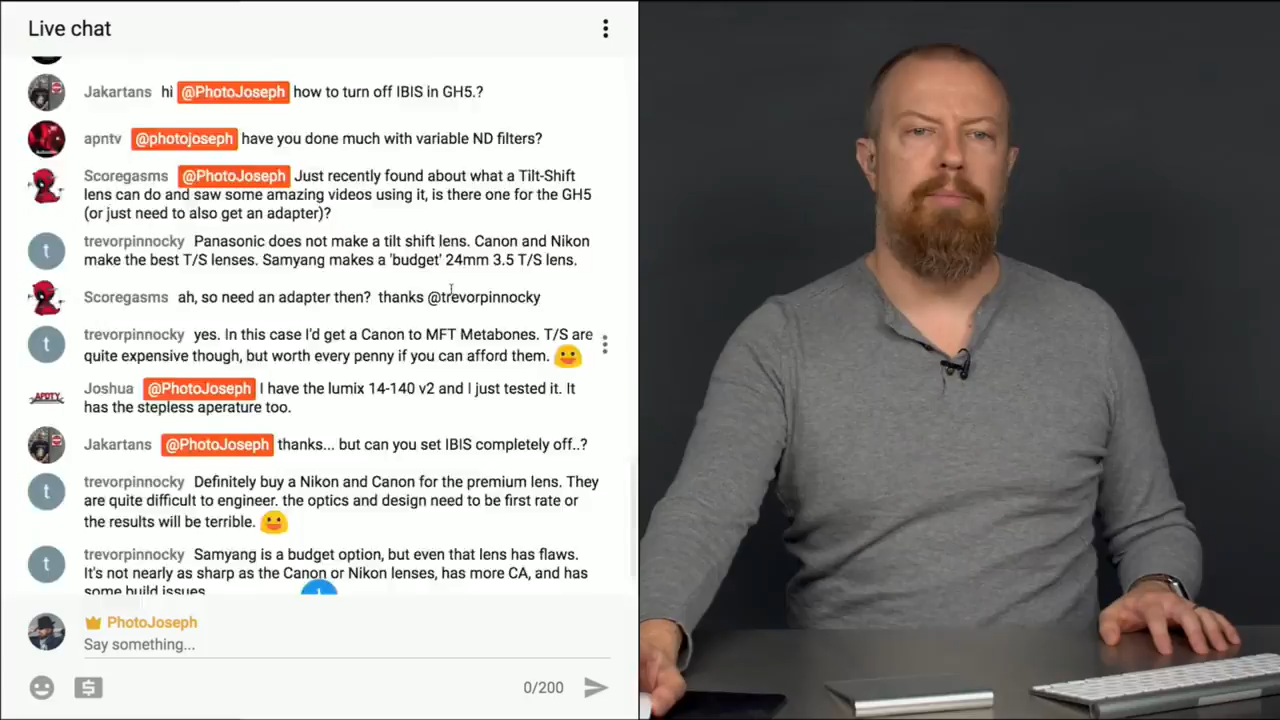 Live chat
Jakartans hi @PhotoJoseph how to turn off IBIS in GH5.?
apntv @photojoseph have you done much with variable ND filters?
Scoregasms @PhotoJoseph Just recently found about what a Tilt-Shift
lens can do and saw some amazing videos using it, is there one for the GH5
(or just need to also get an adapter)?
t
trevorpinnocky Panasonic does not make a tilt shift lens. Canon and Nikon
make the best T/S lenses. Samyang makes a 'budget' 24mm 3.5 T/S lens.
Scoregasms ah, so need an adapter then? thanks @trevorpinnocky
t
trevorpinnocky yes. In this case I'd get a Canon to MFT Metabones. T/S are
quite expensive though, but worth every penny if you can afford them.
APDTY
Joshua @PhotoJoseph I have the lumix 14-140 v2 and I just tested it. It
has the stepless aperature too.
Jakartans @PhotoJoseph thanks... but can you set IBIS completely off..?
t
trevorpinnocky Definitely buy a Nikon and Canon for the premium lens. They
are quite difficult to engineer. the optics and design need to be first rate or
the results will be terrible.
t
trevorpinnocky Samyang is a budget option, but even that lens has flaws.
It's not nearly as sharp as the Canon or Nikon lenses, has more CA, and has
some build issues
PhotoJoseph
Say something...
$
0/200